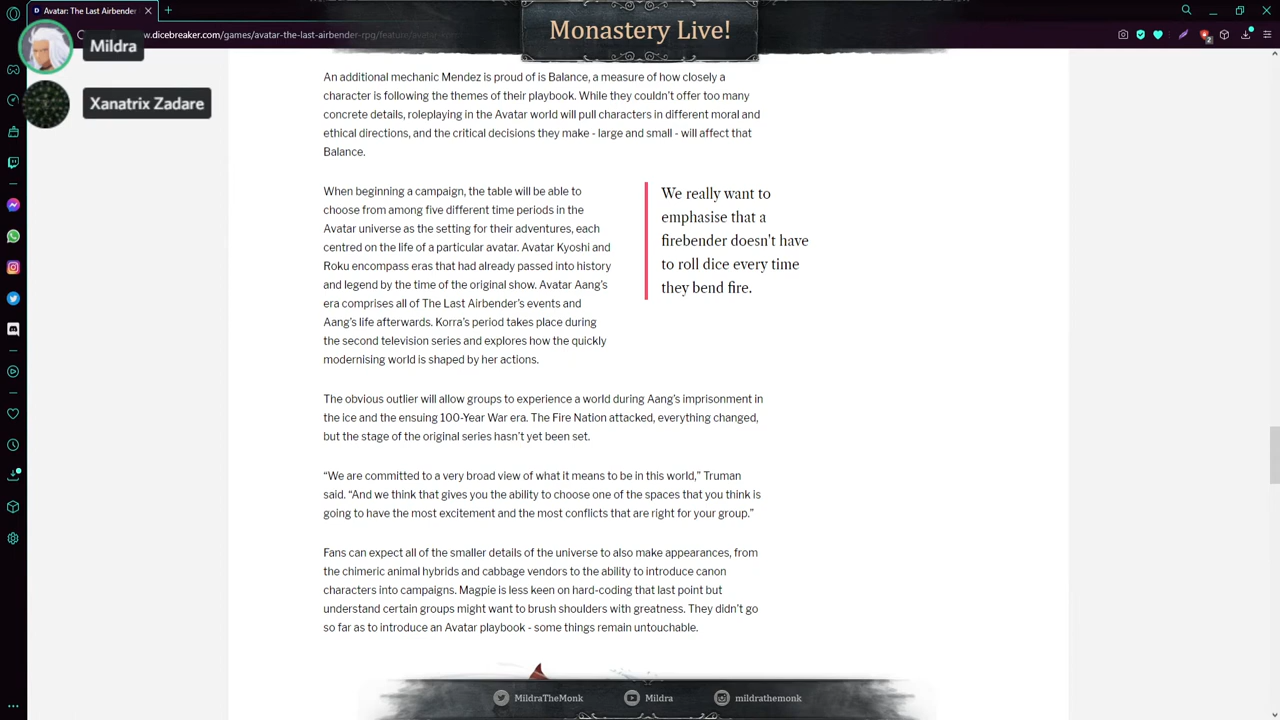 Avatar: The Last Airbender
Monastery Live!
www.dicebreaker.com/games/avatar-the-last-airbender-rpg/feature/
Mildra
Xanatrix Zadare
An additional mechanic Mendez is proud of is Balance, a measure of how closely a
character is following the themes of their playbook. While they couldn't offer too many
concrete details, roleplaying in the Avatar world will pull characters in different moral and
ethical directions, and the critical decisions they make - large and small - will affect that
Balance.
When beginning a campaign, the table will be able to
choose from among five different time periods in the
Avatar universe as the setting for their adventures, each
centred on the life of a particular avatar. Avatar Kyoshi and
Roku encompass eras that had already passed into history
and legend by the time of the original show. Avatar Aang's
era comprises all of The Last Airbender's events and
Aang's life afterwards. Korra's period takes place during
the second television series and explores how the quickly
modernising world is shaped by her actions.
We really want to
emphasise that a
firebender doesn't have
to roll dice every time
they bend fire.
The obvious outlier will allow groups to experience a world during Aang's imprisonment in
the ice and the ensuing 100-Year War era. The Fire Nation attacked, everything changed,
but the stage of the original series hasn't yet been set.
“We are committed to a very broad view of what it means to be in this world,” Truman
said. “And we think that gives you the ability to choose one of the spaces that you think is
going to have the most excitement and the most conflicts that are right for your group.”
Fans can expect all of the smaller details of the universe to also make appearances, from
the chimeric animal hybrids and cabbage vendors to the ability to introduce canon
characters into campaigns. Magpie is less keen on hard-coding that last point but
understand certain groups might want to brush shoulders with greatness. They didn't go
so far as to introduce an Avatar playbook - some things remain untouchable.
MildraTheMonk
Mildra
mildrathemonk